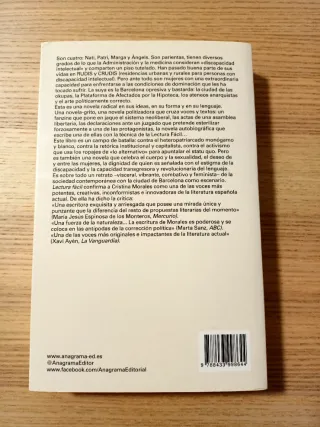 Son cuatro: Nati, Patri, Marga y Àngels. Son parientas, tienen diversos
grados de lo que la Administración y la medicina consideran «discapacidad
intelectual» y comparten un piso tutelado. Han pasado buena parte de sus
vidas en RUDIS y CRUDIS (residencias urbanas y rurales para personas con
discapacidad intelectual). Pero ante todo son mujeres con una extraordinaria
capacidad para enfrentarse a las condiciones de dominación que les ha
tocado sufrir. La suya es la Barcelona opresiva y bastarda: la ciudad de las
okupas, la Plataforma de Afectados por la Hipoteca, los ateneos anarquistas
y el arte políticamente correcto.
Esta es una novela radical en sus ideas, en su forma y en su lenguaje.
Una novela-grito, una novela politizadora que cruza voces y textos: un
fanzine que pone en jaque el sistema neoliberal, las actas de una asamblea
libertaria, las declaraciones ante un juzgado que pretende esterilizar
forzosamente a una de las protagonistas, la novela autobiográfica que
escribe una de ellas con la técnica de la Lectura Fácil...
Este libro es un campo de batalla: contra el heteropatriarcado monógamo
y blanco, contra la retórica institucional y capitalista, contra el activismo
que usa los ropajes de «lo alternativo» para apuntalar el statu quo. Pero
es también una novela que celebra el cuerpo y la sexualidad, el deseo de
y entre las mujeres, la dignidad de quien es señalada con el estigma de la
discapacidad y la capacidad transgresora y revolucionaria del lenguaje.
Es sobre todo un retrato –visceral, vibrante, combativo y feminista– de la
sociedad contemporánea con la ciudad de Barcelona como escenario.
Lectura fácil confirma a Cristina Morales como una de las voces más
potentes, creativas, inconformistas e innovadoras de la literatura española
actual. De ella ha dicho la crítica:
«Una escritora exquisita y arriesgada que posee una mirada única y
punzante que la diferencia del resto de propuestas literarias del momento»
(María Jesús Espinosa de los Monteros, Mercurio).
«Una fuerza de la naturaleza... La escritura de Morales es poderosa y se
coloca en las antípodas de la corrección política» (Marta Sanz, ABC).
«Una de las voces más originales e impactantes de la literatura actual»
(Xavi Ayén, La Vanguardia).
www.anagrama-ed.es
@AnagramaEditor
www.facebook.com/AnagramaEditorial
9 788433 998644